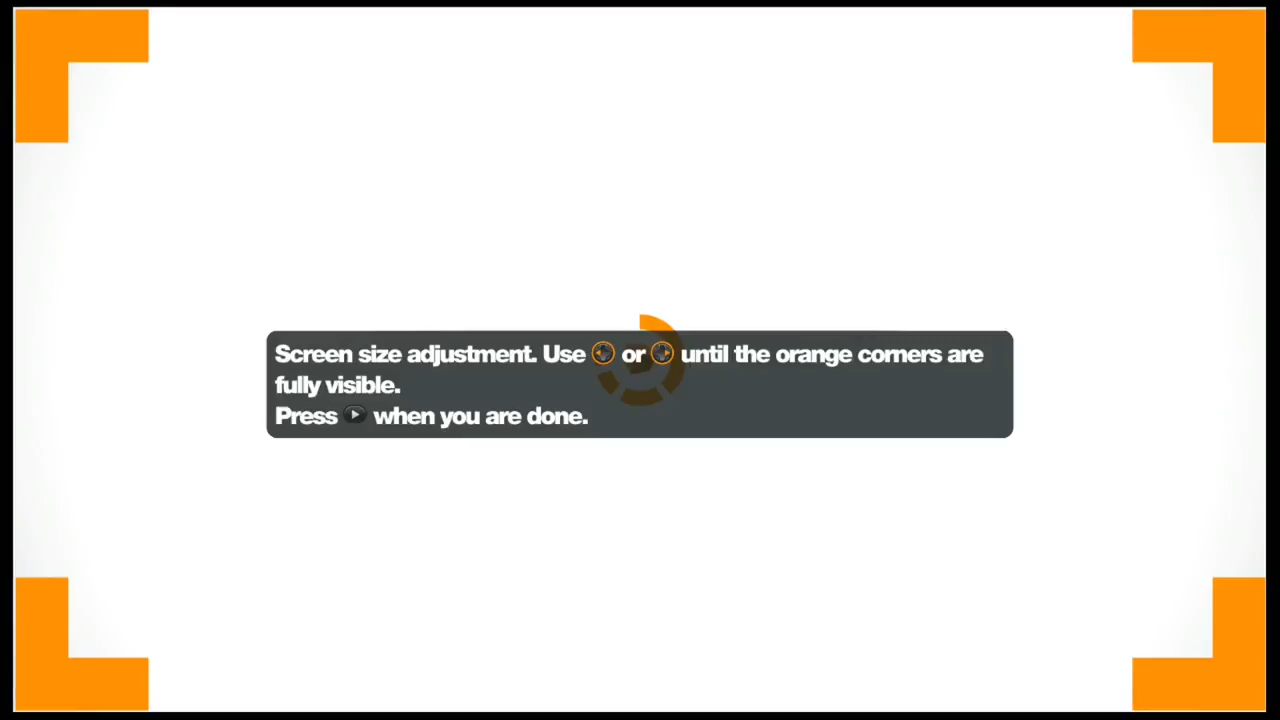 Screen size adjustment. Use or until the orange corners are
fully visible.
Press when you are done.